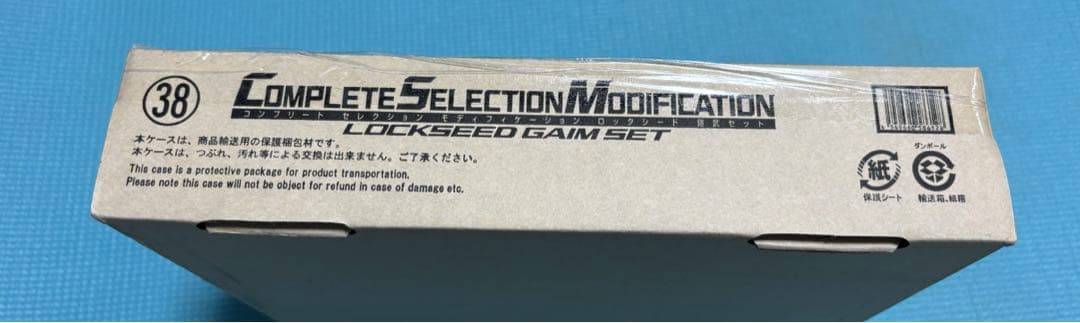 38
COMPLETE SELECTION MODIFICATION
コンプリート セレクション モディフィケーション ロックシード 鎧武セット
LOCKSEED GAIM SET
本ケースは、商品輸送用の保護梱包材です。
本ケースは、つぶれ、汚れ等による交換は出来ません。ご了承ください。
This case is a protective package for product transportation.
Please note this case will not be object for refund in case of damage etc.
紙
保護シート
ダンボール
輸送箱、組箱